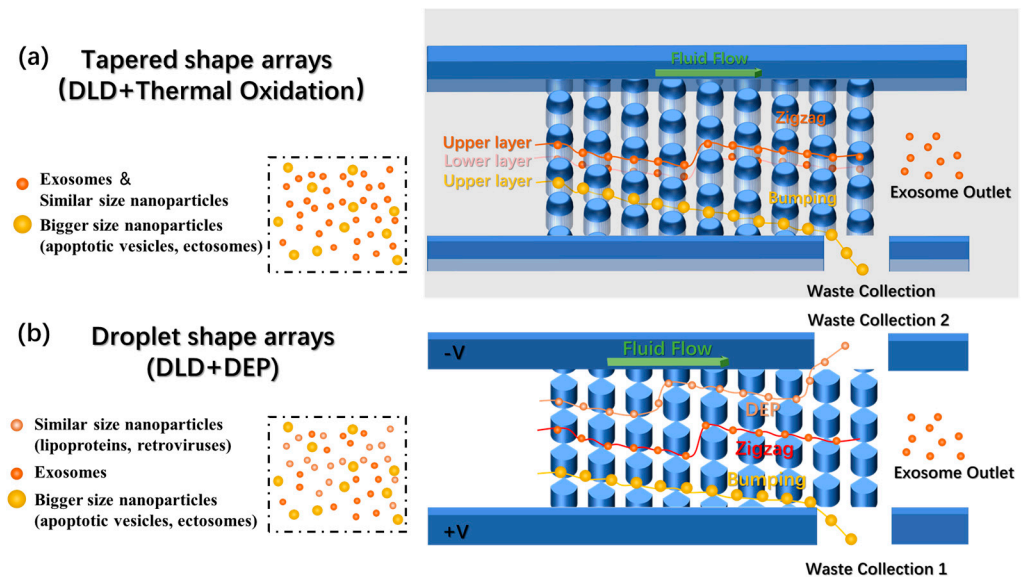 (a)
Tapered shape arrays
(DLD+Thermal Oxidation)
Exosomes &
Similar size nanoparticles
Bigger size nanoparticles
(apoptotic vesicles, ectosomes)
Fluid Flow
Zigzag
Upper layer
Lower layer
Upper layer
Bumping
Exosome Outlet
Waste Collection
(b)
Droplet shape arrays
(DLD+DEP)
Similar size nanoparticles
(lipoproteins, retroviruses)
Exosomes
Bigger size nanoparticles
(apoptotic vesicles, ectosomes)
Waste Collection 2
-V
Fluid Flow
DEP
Zigzag
Exosome Outlet
Bumping
+V
Waste Collection 1